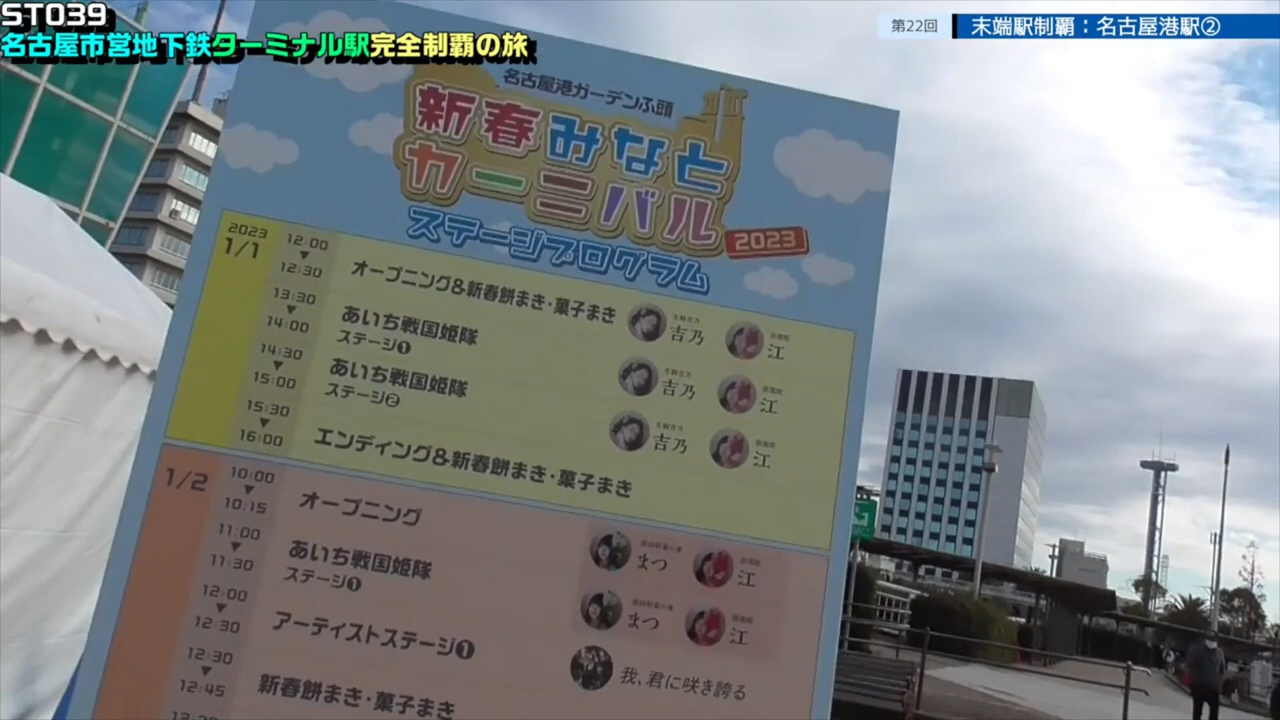 ST039
名古屋市営地下鉄ターミナル駅完全制覇の旅
第22回
末端駅制覇：名古屋港駅②
名古屋港ガーデンふ頭
新春みなと
カーニバル
ステージプログラム
2023
2023
1/1
12:00
▼
12:30
オープニング&新春餅まき・菓子まき
13:30
▼
14:00
あいち戦国姫隊
ステージ❶
吉乃
江
14:30
▼
15:00
あいち戦国姫隊
ステージ❷
吉乃
江
15:30
▼
16:00
エンディング&新春餅まき・菓子まき
吉乃
江
1/2
10:00
▼
10:15
オープニング
11:00
▼
11:30
あいち戦国姫隊
ステージ❶
まつ
江
12:00
▼
12:30
アーティストステージ❶
まつ
江
12:30
▼
12:45
新春餅まき・菓子まき
我、君に咲き誇る